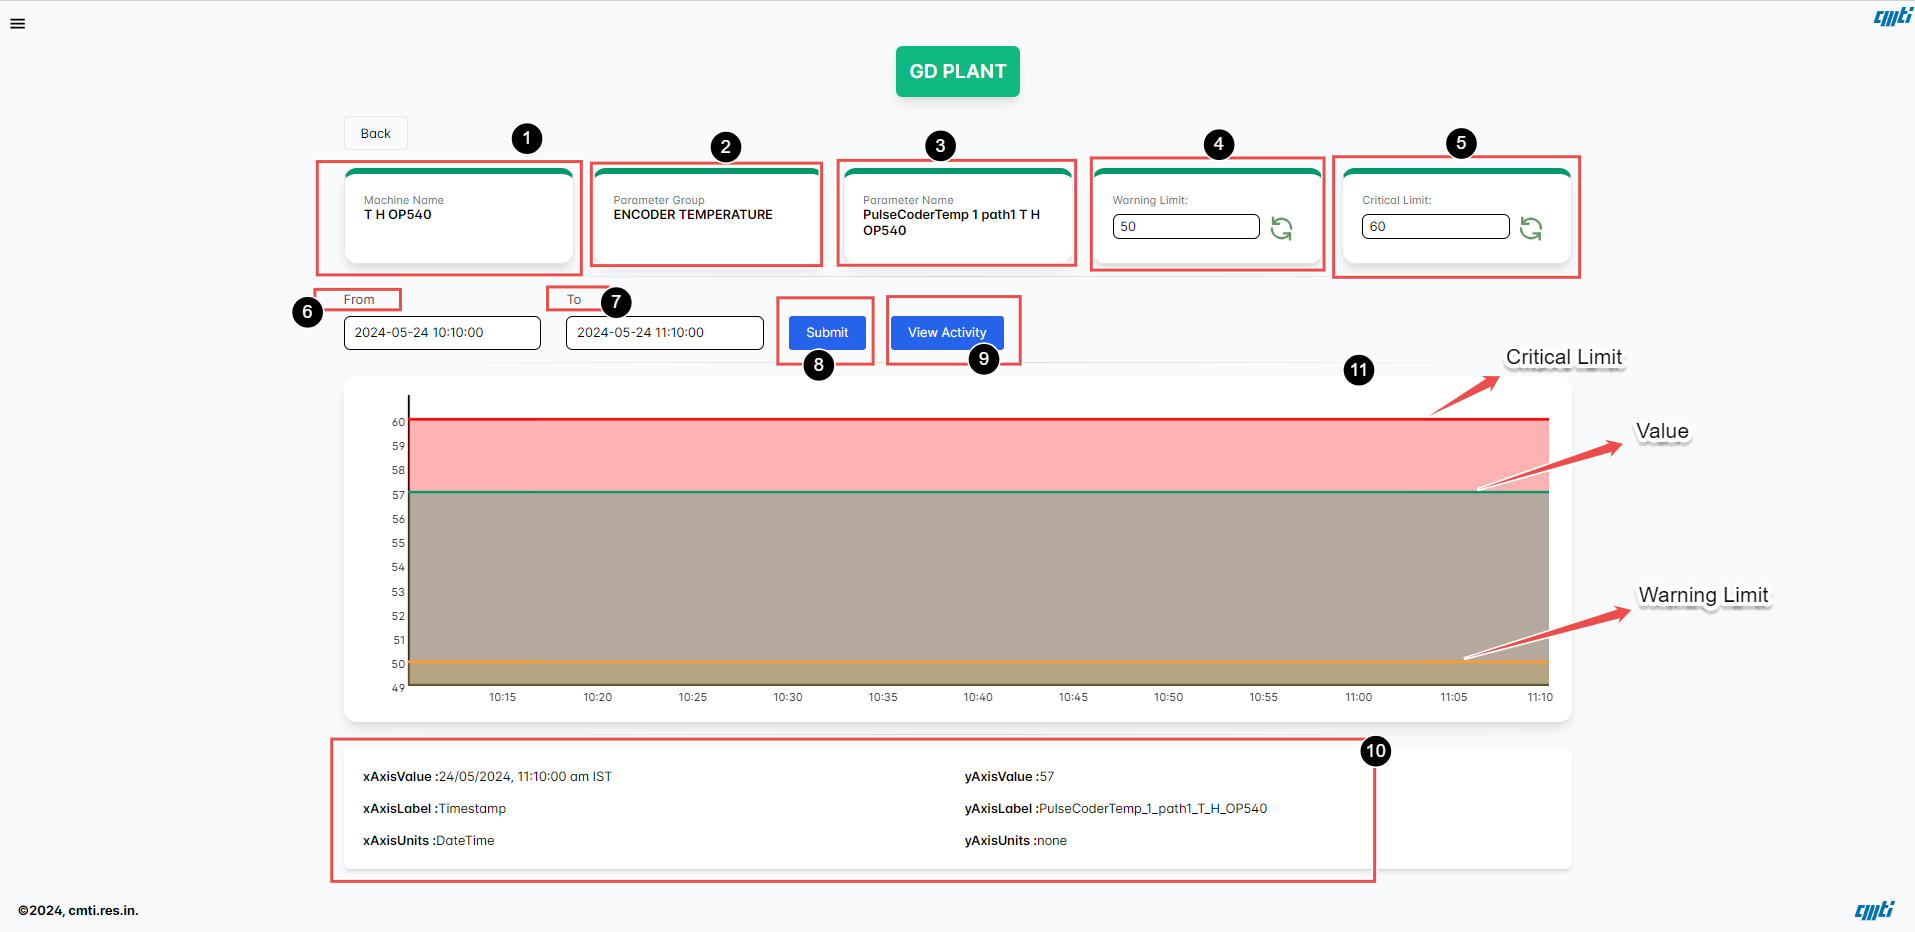 cmti
GD PLANT
Back
1
2
3
4
5
Machine Name
T H OP540
Parameter Group
ENCODER TEMPERATURE
Parameter Name
PulseCoderTemp 1 path1 T H
OP540
Warning Limit:
50
Critical Limit:
60
6
From
2024-05-24 10:10:00
To
7
2024-05-24 11:10:00
Submit
8
View Activity
9
11
Critical Limit
Value
Warning Limit
60
59
58
57
56
55
54
53
52
51
50
49
10:15 10:20 10:25 10:30 10:35 10:40 10:45 10:50 10:55 11:00 11:05 11:10
10
xAxisValue :24/05/2024, 11:10:00 am IST
yAxisValue :57
xAxisLabel :Timestamp
yAxisLabel :PulseCoderTemp_1_path1_T_H_OP540
xAxisUnits :DateTime
yAxisUnits :none
©2024, cmti.res.in.
cmti